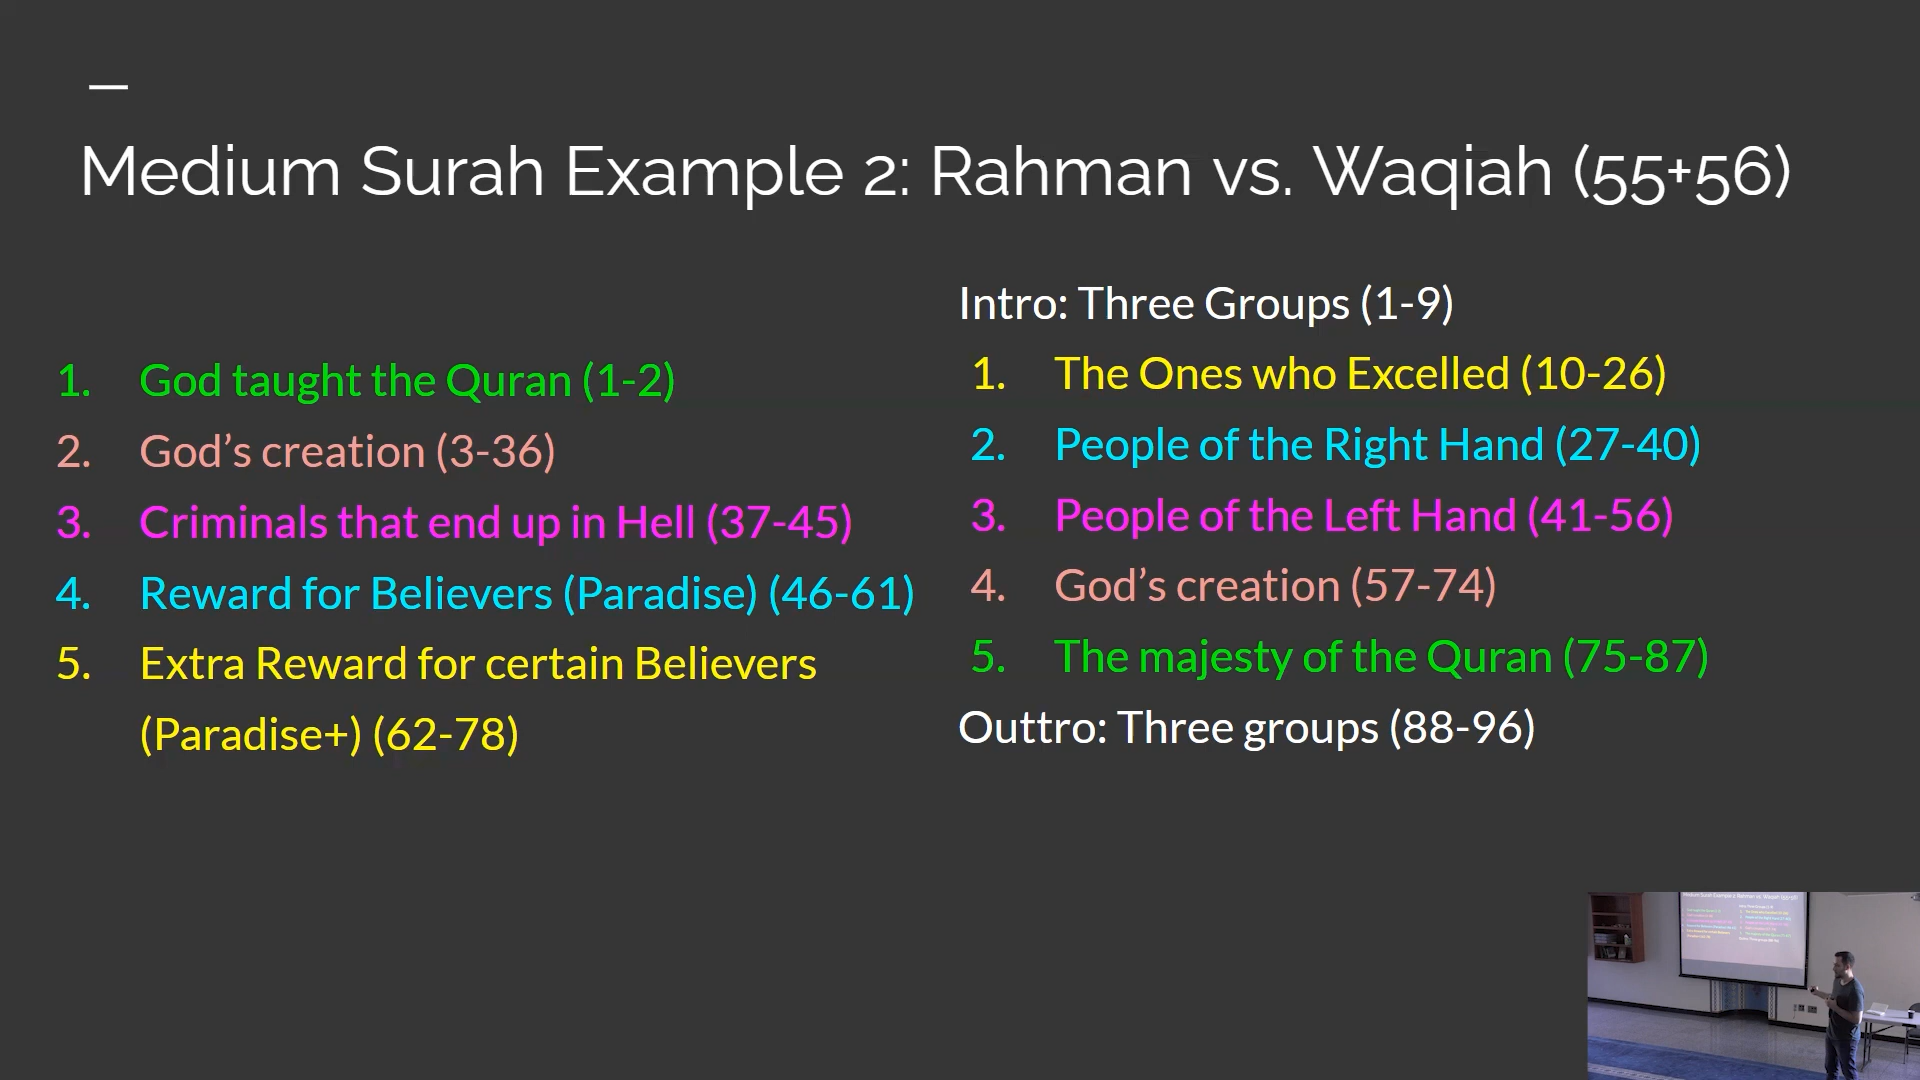 Medium Surah Example 2: Rahman vs. Waqiah (55+56)
1. God taught the Quran (1-2)
2. God’s creation (3-36)
3. Criminals that end up in Hell (37-45)
4. Reward for Believers (Paradise) (46-61)
5. Extra Reward for certain Believers
(Paradise+) (62-78)
Intro: Three Groups (1-9)
1. The Ones who Excelled (10-26)
2. People of the Right Hand (27-40)
3. People of the Left Hand (41-56)
4. God’s creation (57-74)
5. The majesty of the Quran (75-87)
Outtro: Three groups (88-96)